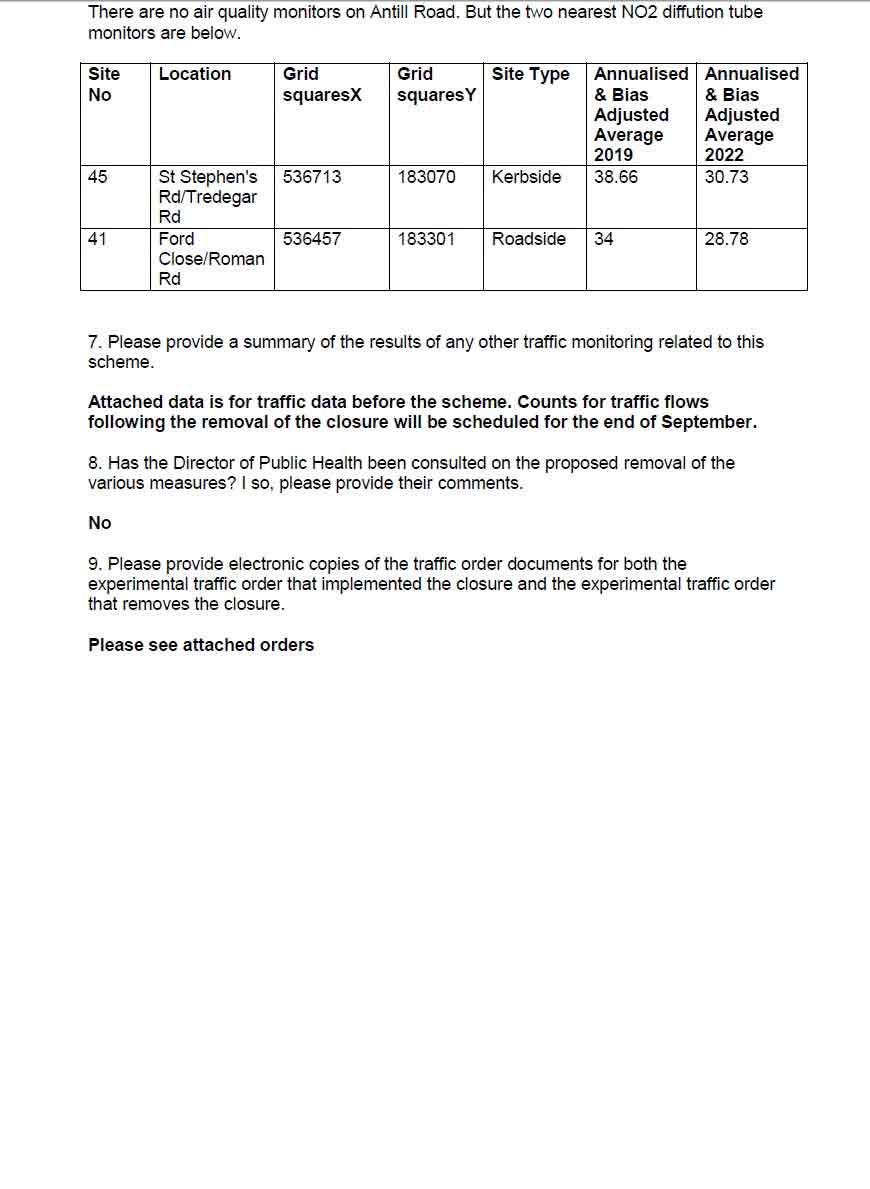 There are no air quality monitors on Antill Road. But the two nearest NO2 diffution tube
monitors are below.
Site No | Location | Grid squaresX | Grid squaresY | Site Type | Annualised & Bias Adjusted Average 2019 | Annualised & Bias Adjusted Average 2022
45 | St Stephen's Rd/Tredegar Rd | 536713 | 183070 | Kerbside | 38.66 | 30.73
41 | Ford Close/Roman Rd | 536457 | 183301 | Roadside | 34 | 28.78
7. Please provide a summary of the results of any other traffic monitoring related to this
scheme.
Attached data is for traffic data before the scheme. Counts for traffic flows
following the removal of the closure will be scheduled for the end of September.
8. Has the Director of Public Health been consulted on the proposed removal of the
various measures? I so, please provide their comments.
No
9. Please provide electronic copies of the traffic order documents for both the
experimental traffic order that implemented the closure and the experimental traffic order
that removes the closure.
Please see attached orders